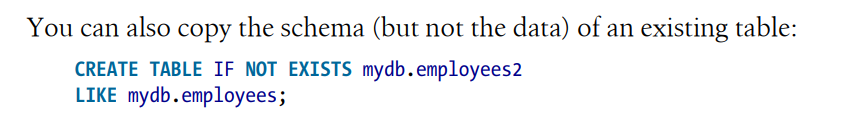 You can also copy the schema (but not the data) of an existing table:
CREATE TABLE IF NOT EXISTS mydb.employees2
LIKE mydb.employees;